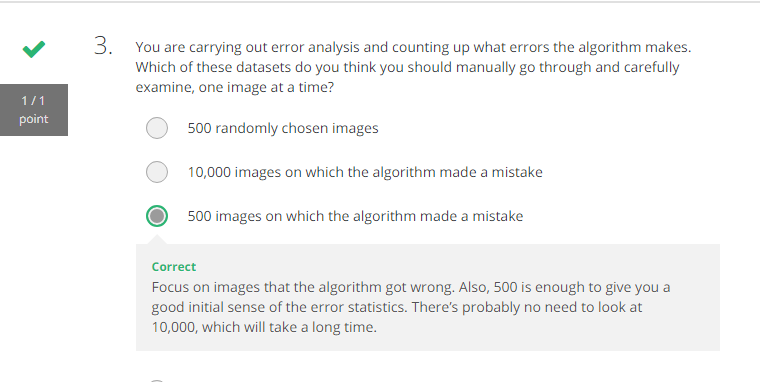 3.
You are carrying out error analysis and counting up what errors the algorithm makes.
Which of these datasets do you think you should manually go through and carefully
examine, one image at a time?
1 / 1
point
500 randomly chosen images
10,000 images on which the algorithm made a mistake
500 images on which the algorithm made a mistake
Correct
Focus on images that the algorithm got wrong. Also, 500 is enough to give you a
good initial sense of the error statistics. There’s probably no need to look at
10,000, which will take a long time.